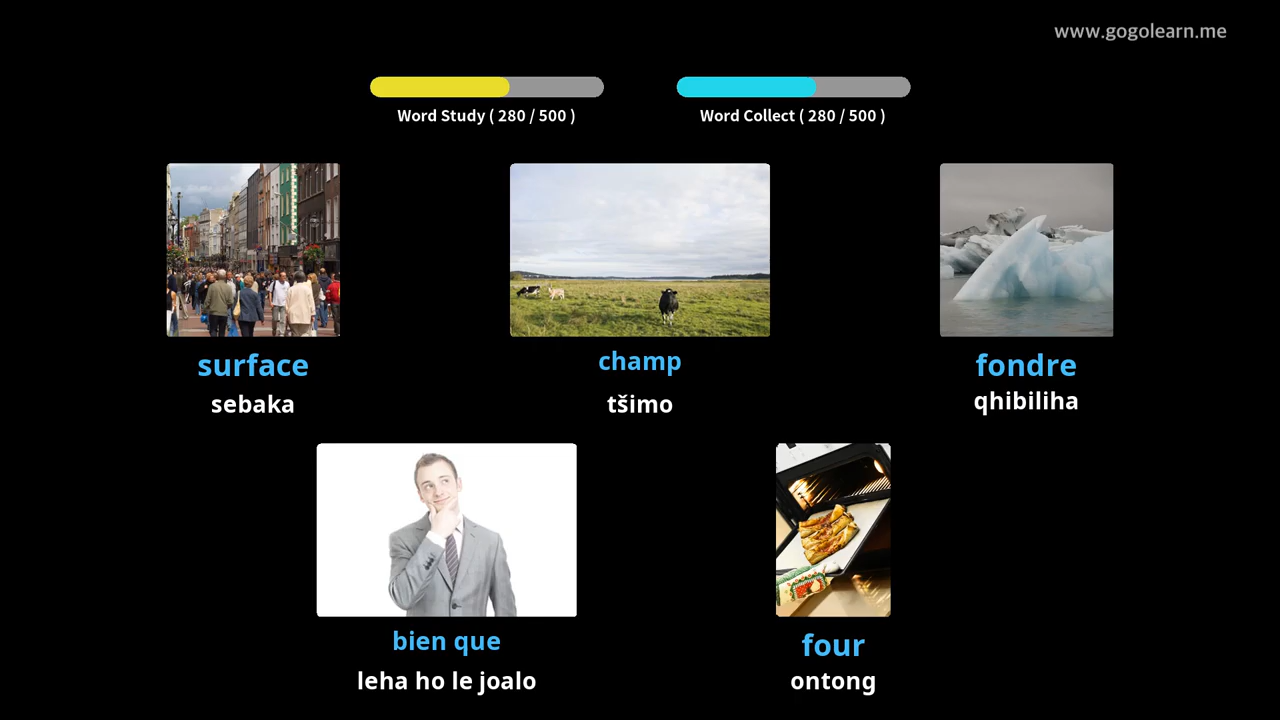 www.gogolearn.me
Word Study ( 280 / 500 )
Word Collect ( 280 / 500 )
surface
sebaka
champ
tšimo
fondre
qhibiliha
bien que
leha ho le joalo
four
ontong